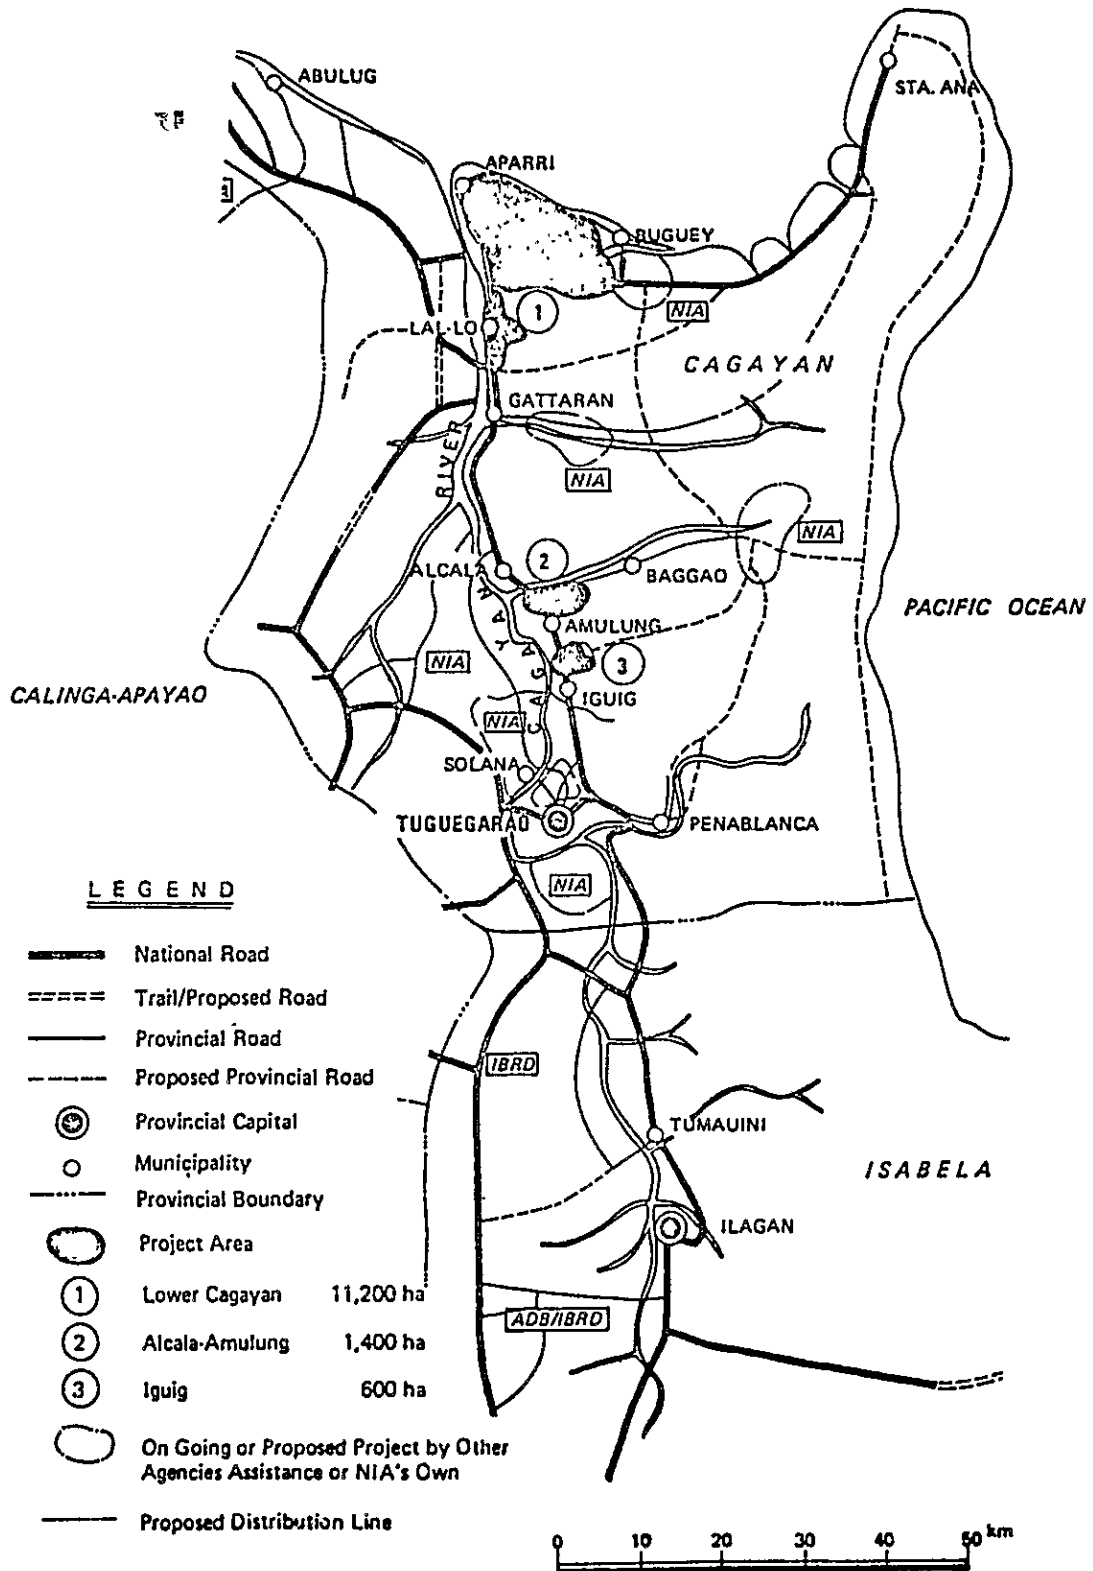 ABULUG
STA. ANA
APARRI
BUGUEY
1
NIA
LAL-LO
CAGAYAN
GATTARAN
RIVER
NIA
NIA
2
ALCALA
BAGGAO
PACIFIC OCEAN
AMULUNG
CAGAYAN
NIA
3
CALINGA-APAYAO
IGUIG
NIA
SOLANA
TUGUEGARAO
PENABLANCA
NIA
LEGEND
National Road
Trail/Proposed Road
Provincial Road
Proposed Provincial Road
Provincial Capital
Municipality
Provincial Boundary
Project Area
1 Lower Cagayan 11,200 ha
2 Alcala-Amulung 1,400 ha
3 Iguig 600 ha
On Going or Proposed Project by Other
Agencies Assistance or NIA's Own
Proposed Distribution Line
IBRD
TUMAUINI
ISABELA
ILAGAN
ADB/IBRD
0 10 20 30 40 50 km